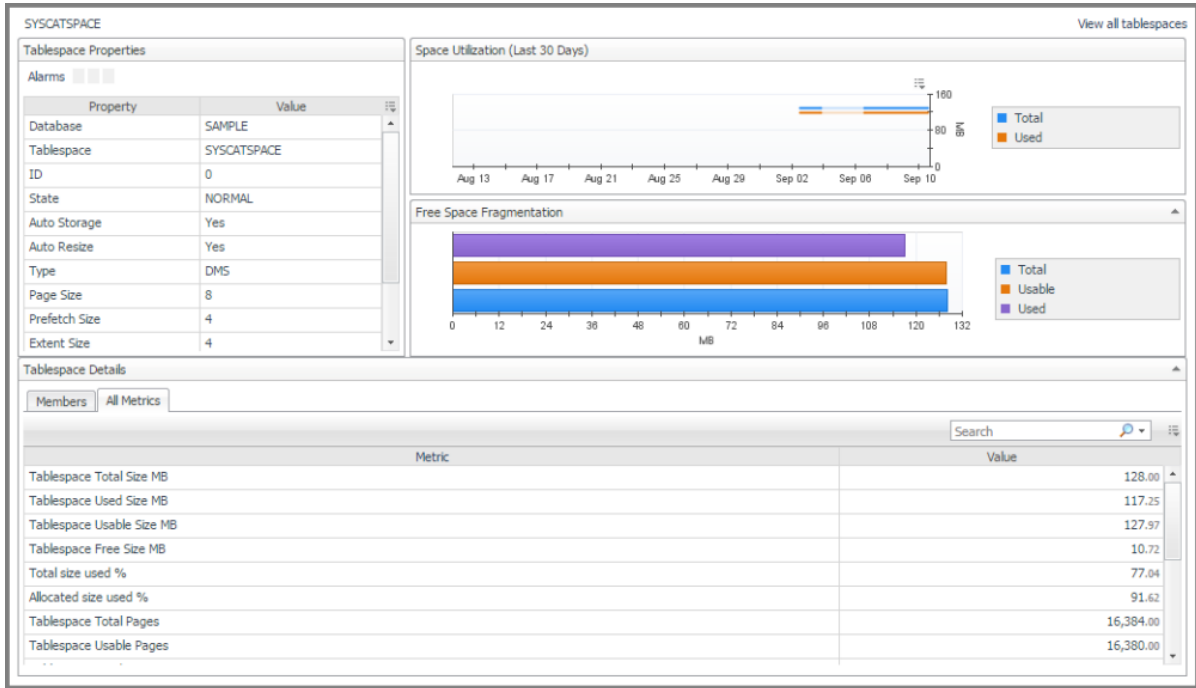 SYSCATSPACE View all tablespaces
Tablespace Properties
Alarms
Property Value
Database SAMPLE
Tablespace SYSCATSPACE
ID 0
State NORMAL
Auto Storage Yes
Auto Resize Yes
Type DMS
Page Size 8
Prefetch Size 4
Extent Size 4
Space Utilization (Last 30 Days)
160
80
0
MB
Aug 13 Aug 17 Aug 21 Aug 25 Aug 29 Sep 02 Sep 06 Sep 10
Total
Used
Free Space Fragmentation
0 12 24 36 48 60 72 84 96 108 120 132
MB
Total
Usable
Used
Tablespace Details
Members All Metrics
Search
Metric Value
Tablespace Total Size MB 128.00
Tablespace Used Size MB 117.25
Tablespace Usable Size MB 127.97
Tablespace Free Size MB 10.72
Total size used % 77.04
Allocated size used % 91.62
Tablespace Total Pages 16,384.00
Tablespace Usable Pages 16,380.00